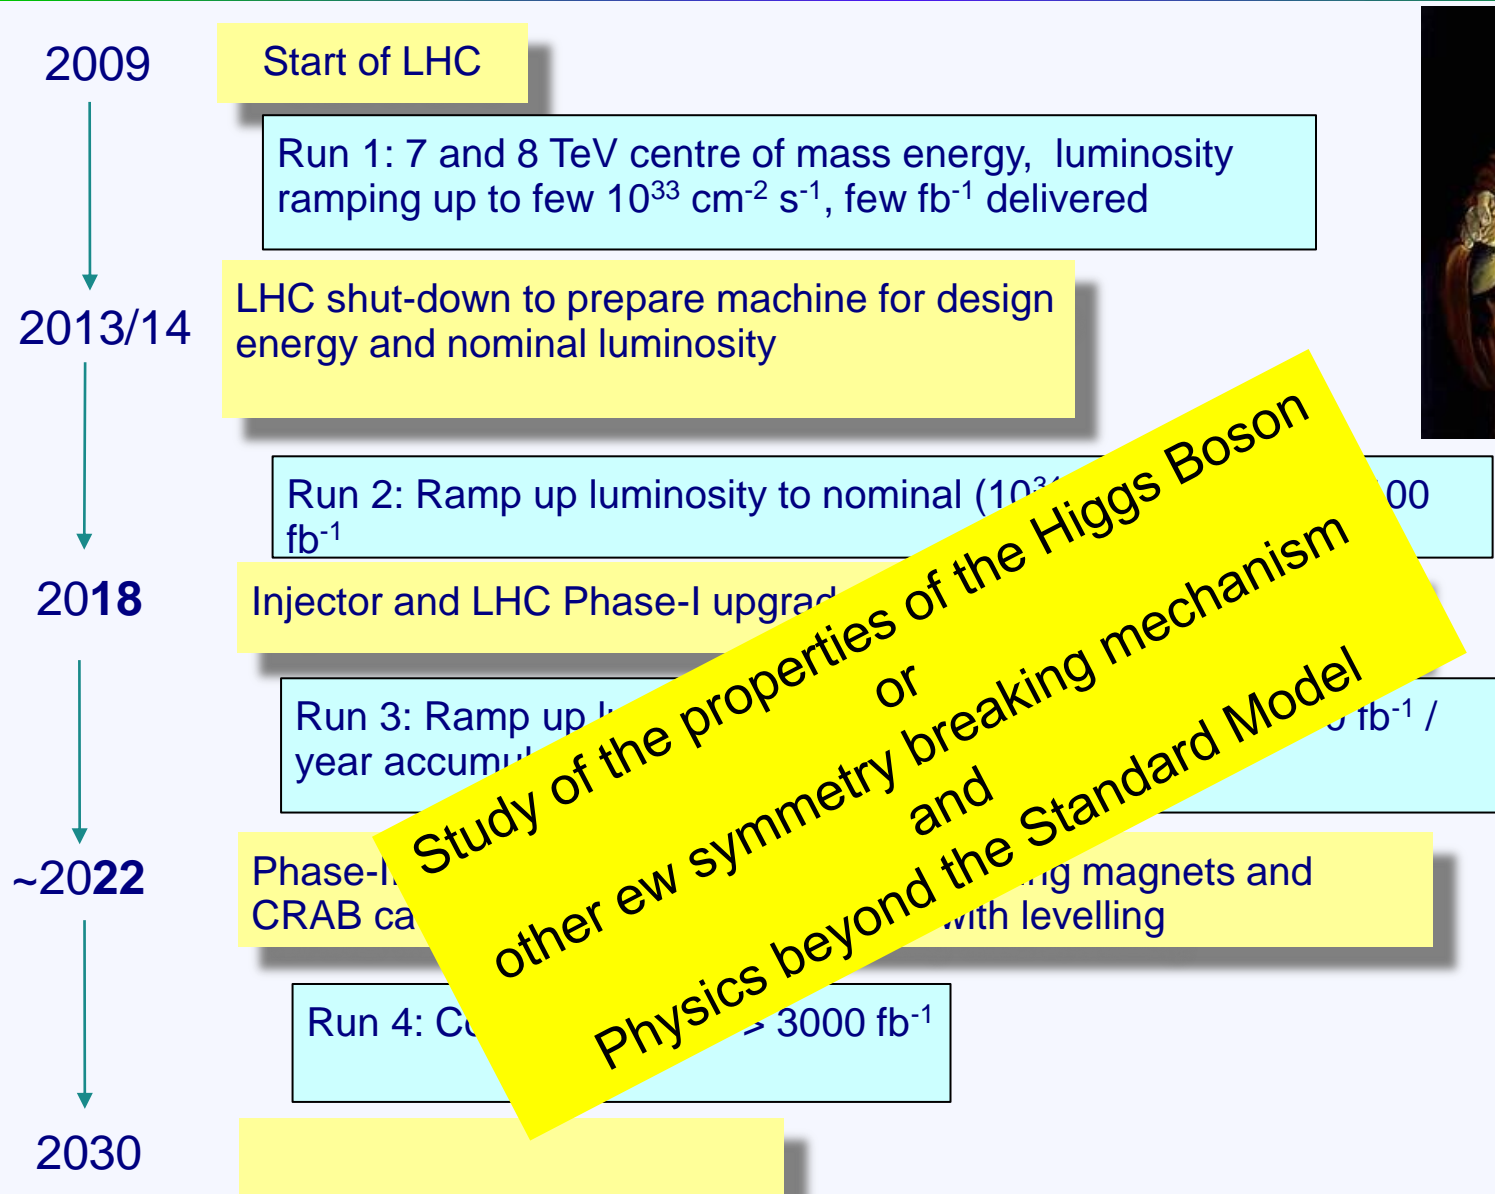 2009
Start of LHC
Run 1: 7 and 8 TeV centre of mass energy, luminosity
ramping up to few 10³³ cm⁻² s⁻¹, few fb⁻¹ delivered
2013/14
LHC shut-down to prepare machine for design
energy and nominal luminosity
Run 2: Ramp up luminosity to nominal
fb⁻¹
2018
Injector and LHC Phase-I
Run 3: Ramp up
fb⁻¹ /
year
~2022
magnets and
CRAB
with levelling
Run 4: > 3000 fb⁻¹
2030
Study of the properties of the Higgs Boson
or
other ew symmetry breaking mechanism
and
Physics beyond the Standard Model